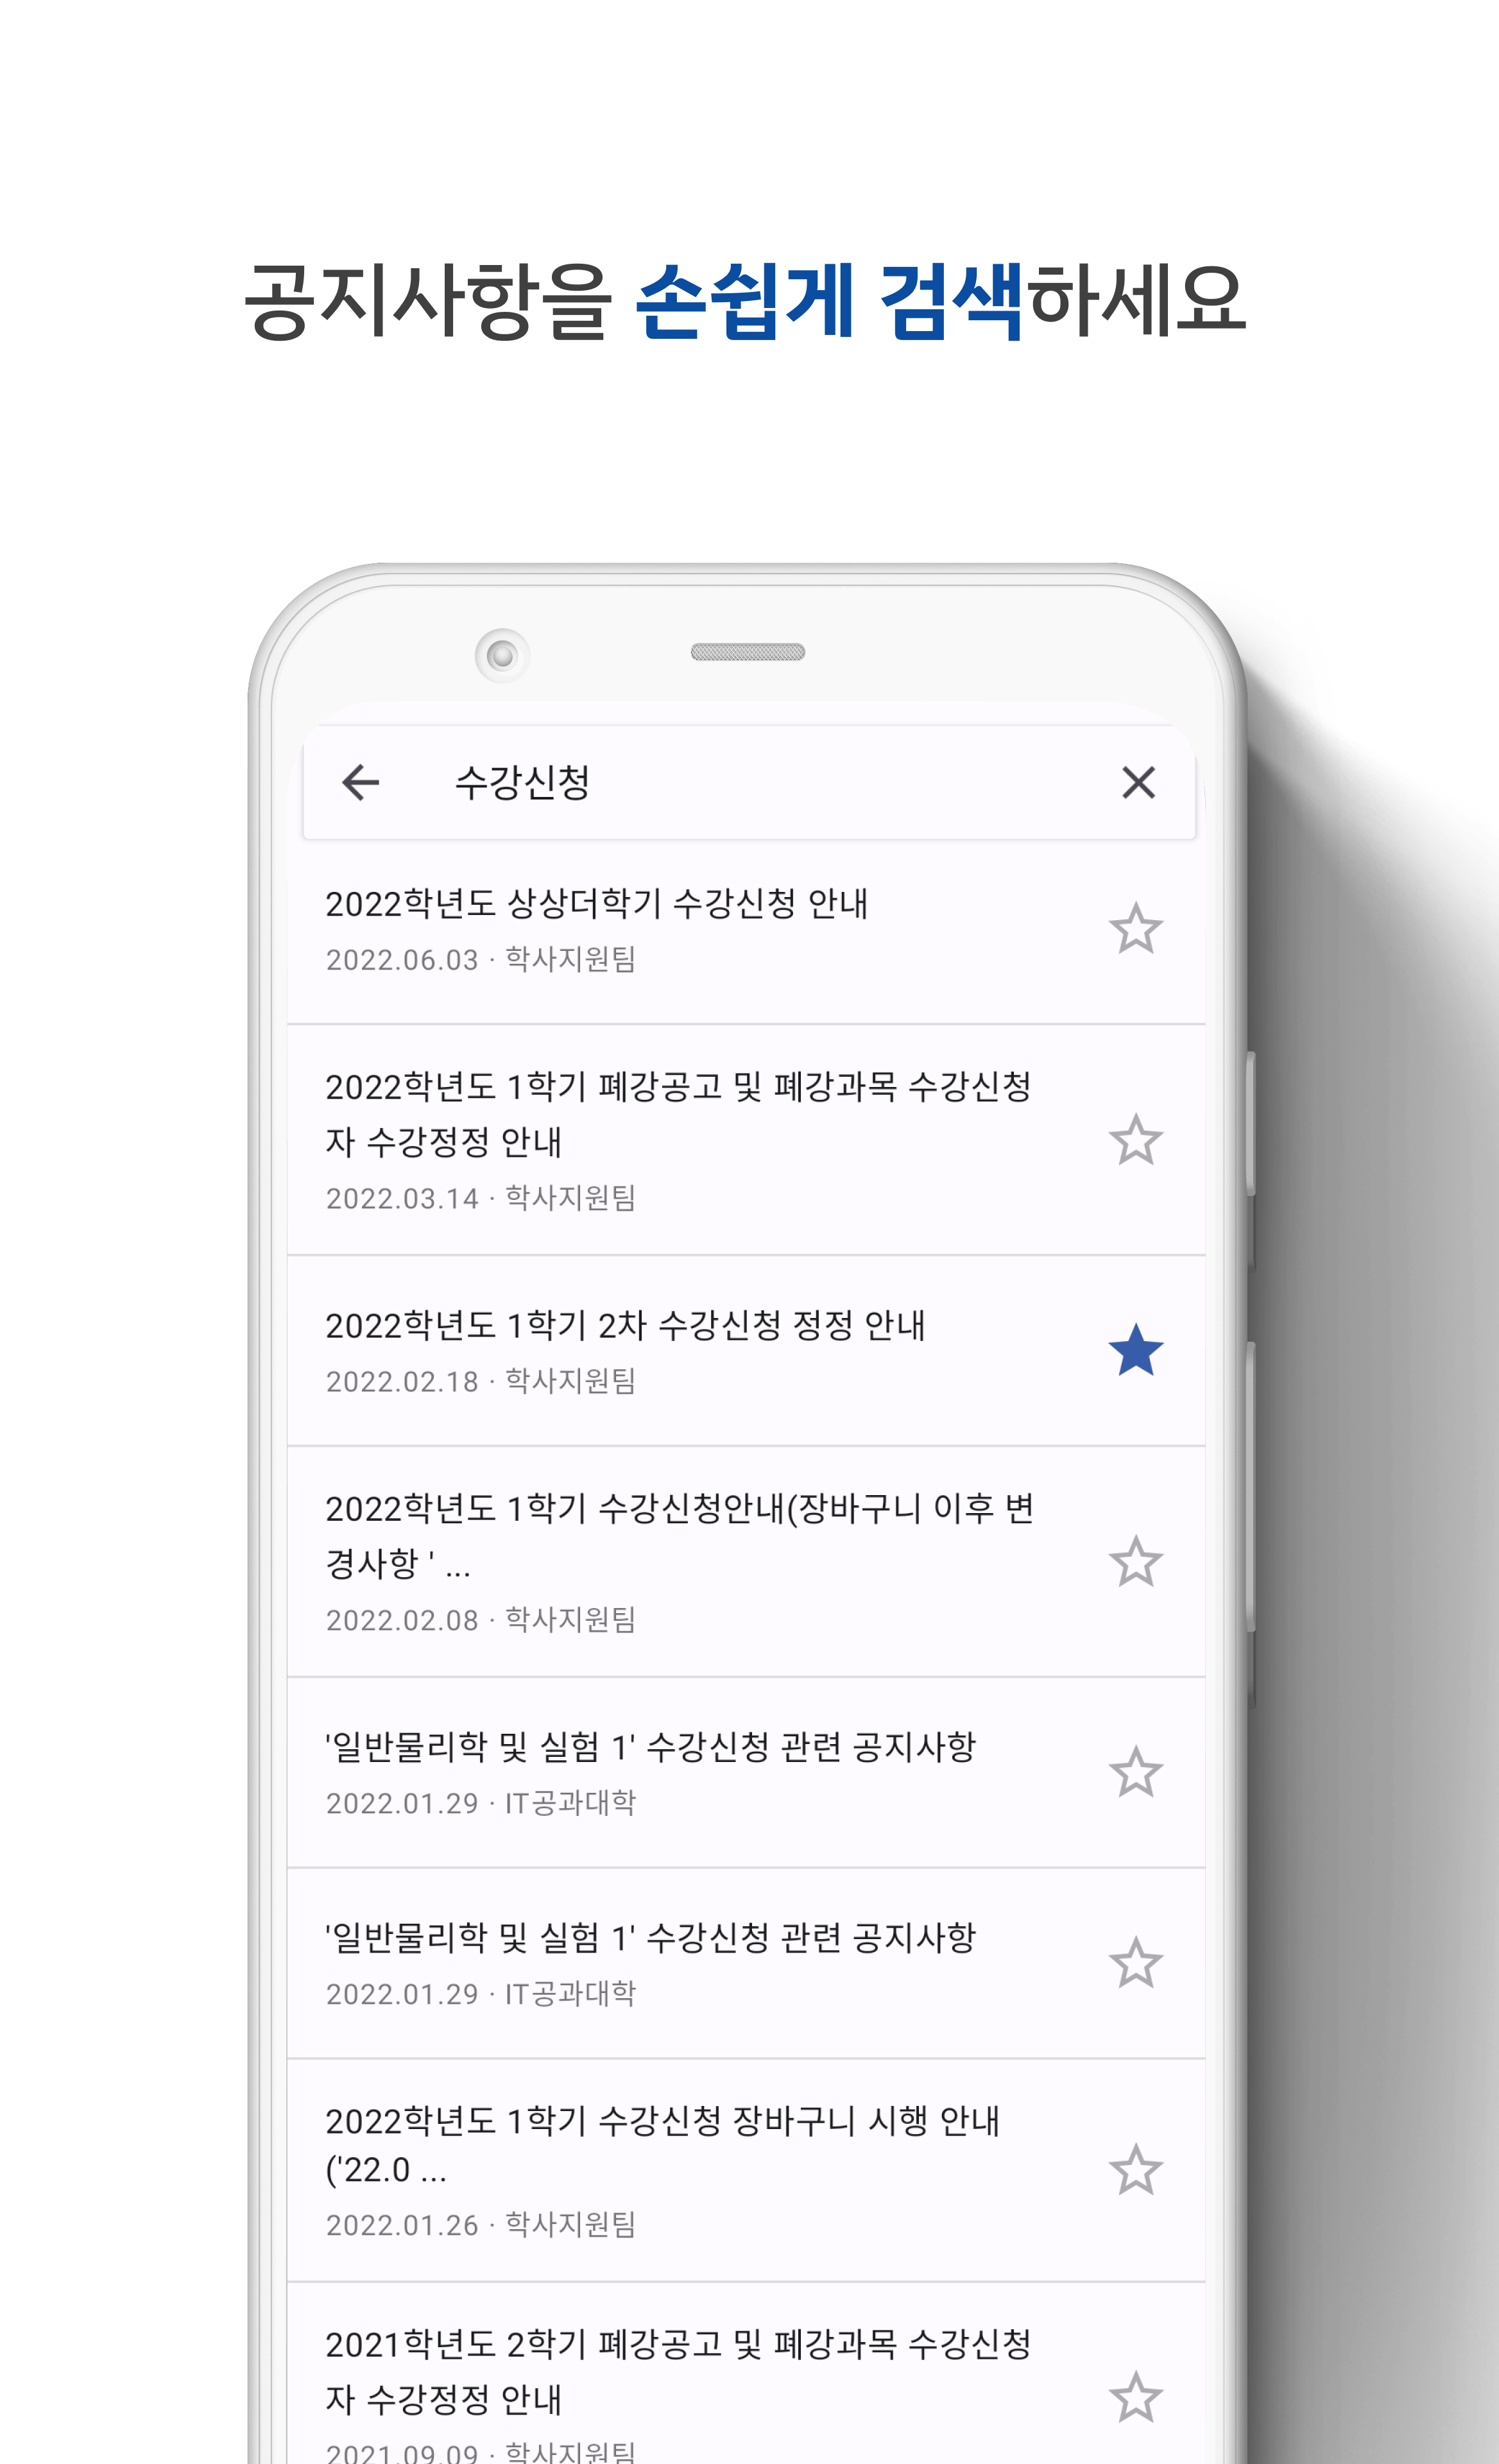 공지사항을 손쉽게 검색하세요
수강신청
2022학년도 상상더학기 수강신청 안내
2022.06.03 · 학사지원팀
2022학년도 1학기 폐강공고 및 폐강과목 수강신청
자 수강정정 안내
2022.03.14 · 학사지원팀
2022학년도 1학기 2차 수강신청 정정 안내
2022.02.18 · 학사지원팀
2022학년도 1학기 수강신청안내(장바구니 이후 변
경사항 ' ...
2022.02.08 · 학사지원팀
'일반물리학 및 실험 1' 수강신청 관련 공지사항
2022.01.29 · IT공과대학
'일반물리학 및 실험 1' 수강신청 관련 공지사항
2022.01.29 · IT공과대학
2022학년도 1학기 수강신청 장바구니 시행 안내
('22.0 ...
2022.01.26 · 학사지원팀
2021학년도 2학기 폐강공고 및 폐강과목 수강신청
자 수강정정 안내
2021.09.09 · 학사지원팀